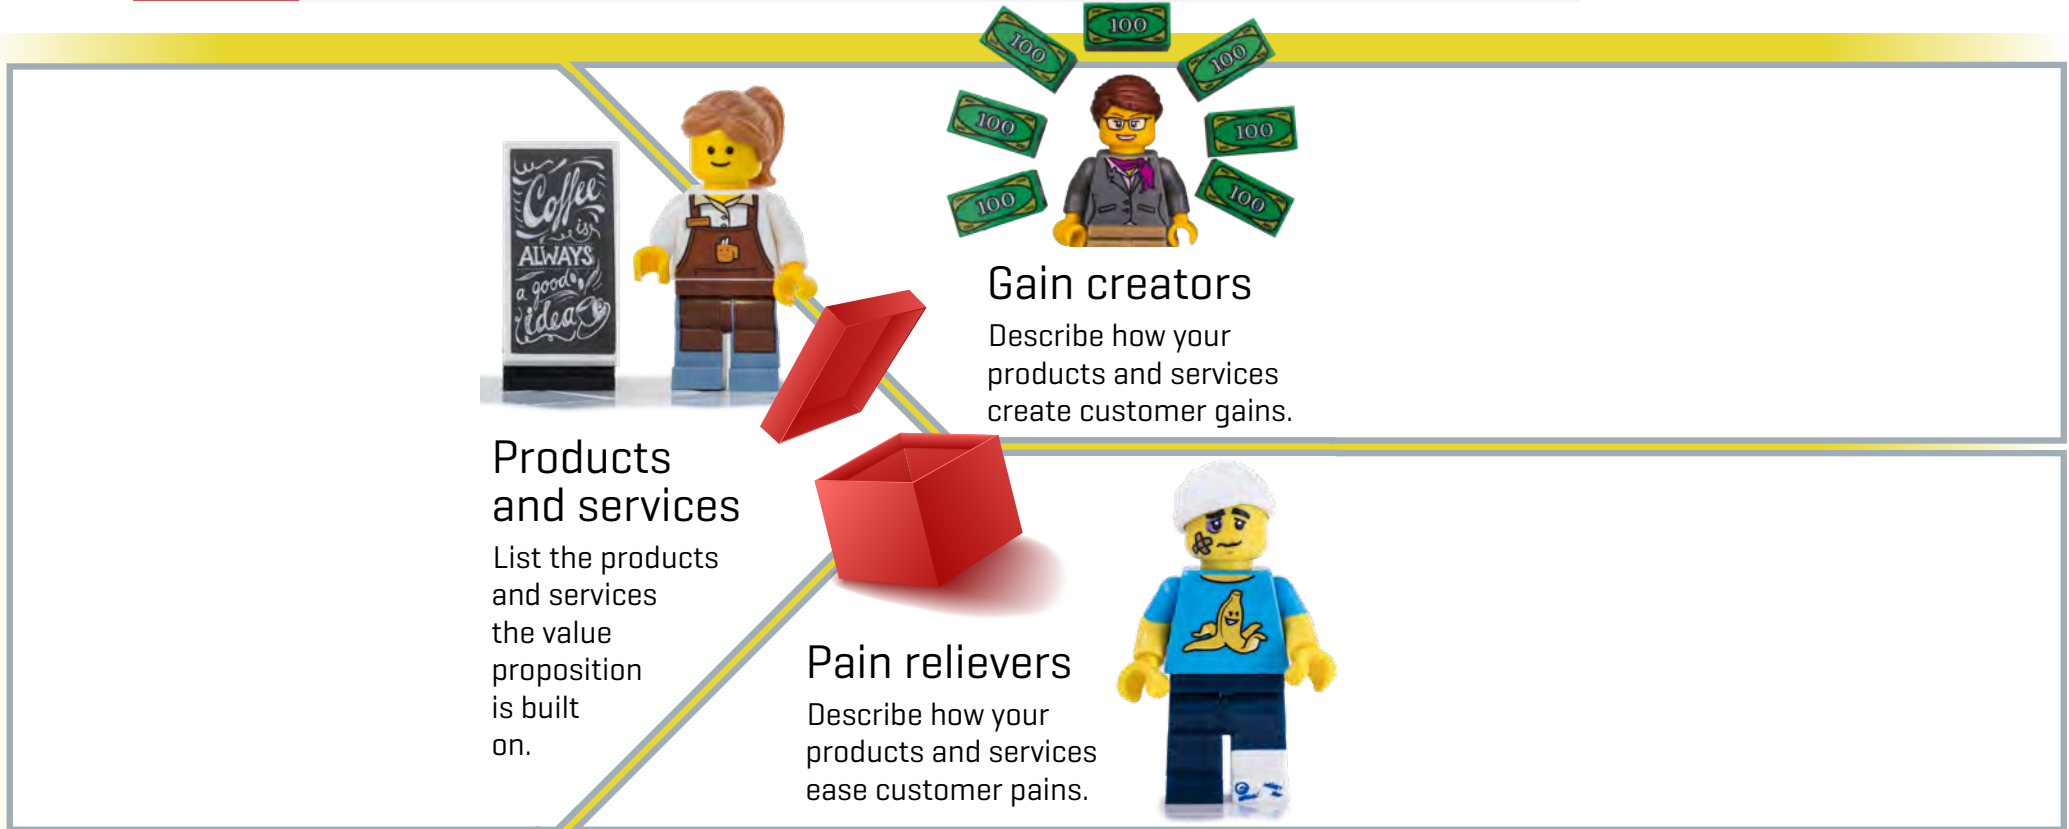 100
100
100
100
100
100
100
Coffee
is
ALWAYS
a good
idea
Gain creators
Describe how your
products and services
create customer gains.
Products
and services
List the products
and services
the value
proposition
is built
on.
Pain relievers
Describe how your
products and services
ease customer pains.